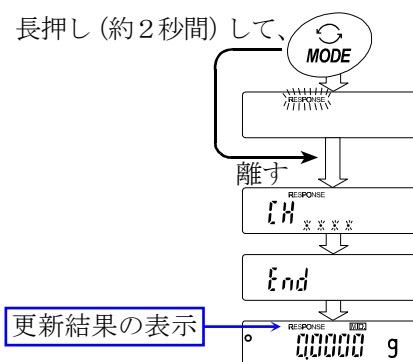 長押し（約２秒間）して、
MODE
RESPONSE
離す
RESPONSE
CH
End
更新結果の表示
RESPONSE MID.
0.0000 g